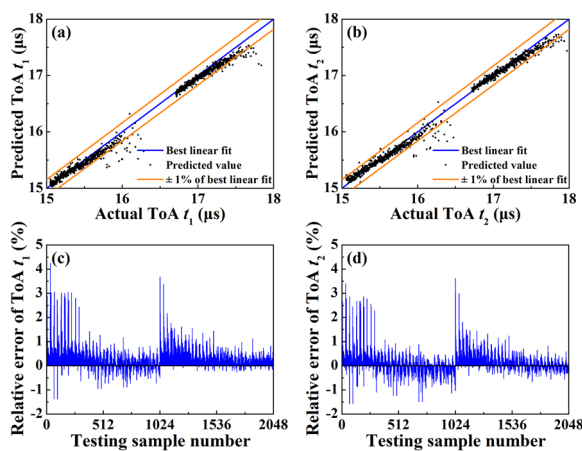 (a)
Predicted ToA t1 (μs)
18
17
16
15
Best linear fit
Predicted value
± 1% of best linear fit
15 16 17 18
Actual ToA t1 (μs)
(b)
Predicted ToA t2 (μs)
18
17
16
15
Best linear fit
Predicted value
± 1% of best linear fit
15 16 17 18
Actual ToA t2 (μs)
(c)
Relative error of ToA t1 (%)
5
4
3
2
1
0
-1
-2
0 512 1024 1536 2048
Testing sample number
(d)
Relative error of ToA t2 (%)
5
4
3
2
1
0
-1
-2
0 512 1024 1536 2048
Testing sample number